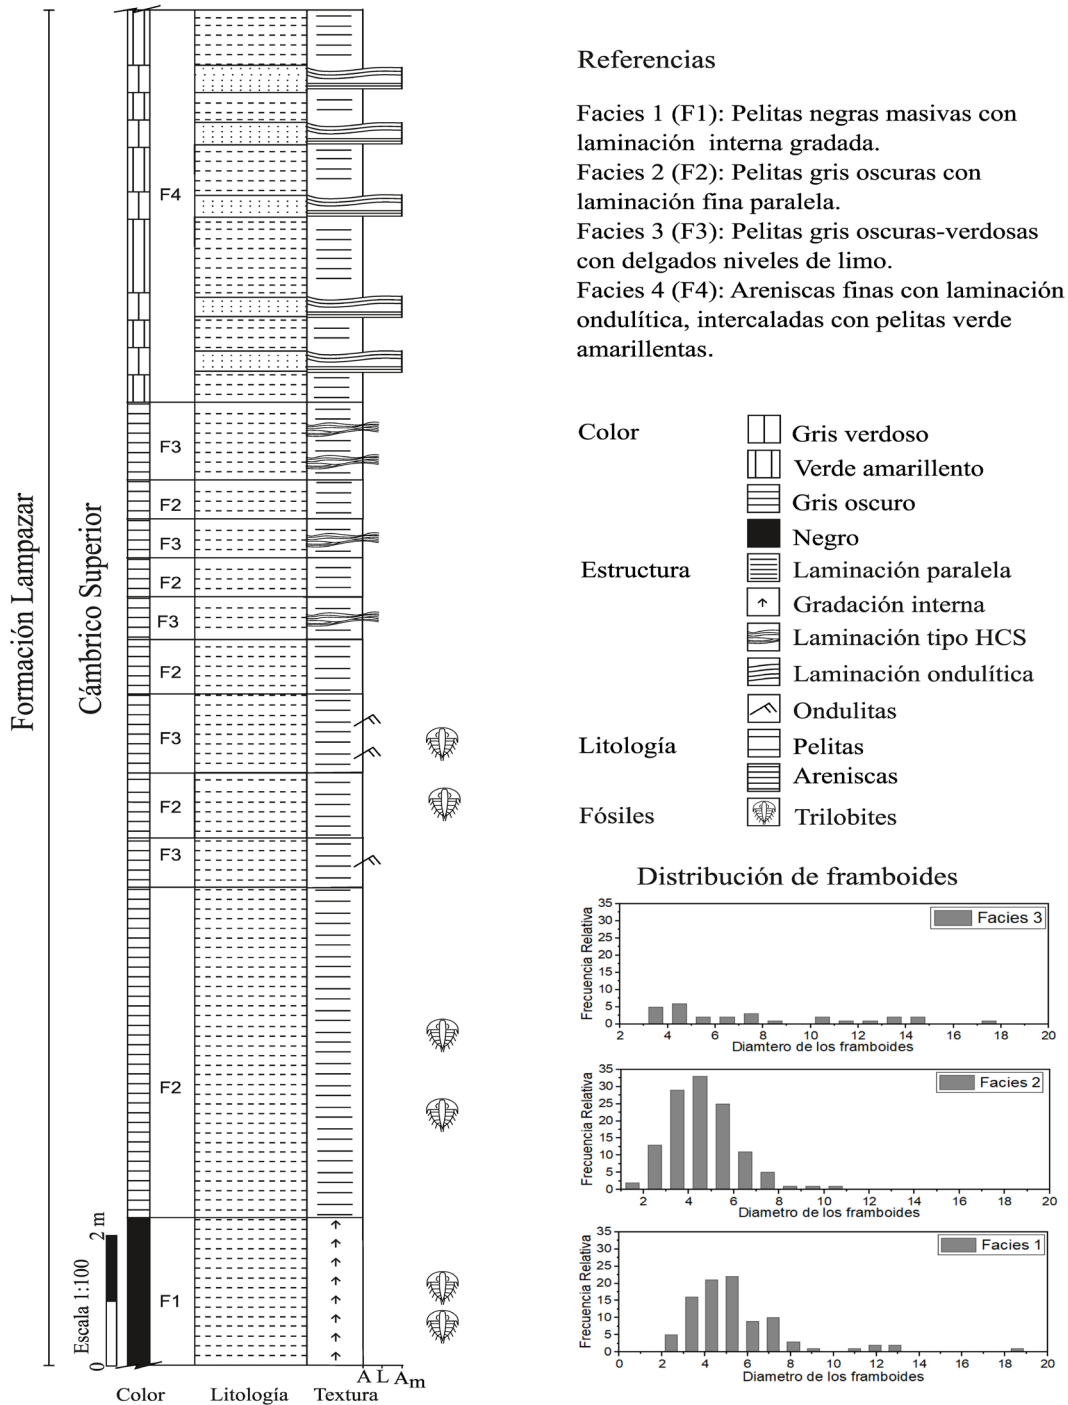 Formación Lampazar
Cámbrico Superior
F4
F3
F2
F3
F2
F3
F2
F3
F2
F3
F2
F1
2 m
Escala 1:100
0
A L Am
Color
Litología
Textura
Referencias
Facies 1 (F1): Pelitas negras masivas con
laminación interna gradada.
Facies 2 (F2): Pelitas gris oscuras con
laminación fina paralela.
Facies 3 (F3): Pelitas gris oscuras-verdosas
con delgados niveles de limo.
Facies 4 (F4): Areniscas finas con laminación
ondulítica, intercaladas con pelitas verde
amarillentas.
Color
Gris verdoso
Verde amarillento
Gris oscuro
Negro
Estructura
Laminación paralela
Gradación interna
Laminación tipo HCS
Laminación ondulítica
Ondulitas
Litología
Pelitas
Areniscas
Fósiles
Trilobites
Distribución de framboides
Frecuencia Relativa
35
30
25
20
15
10
5
0
Facies 3
2 4 6 8 10 12 14 16 18 20
Diamtero de los framboides
Frecuencia Relativa
35
30
25
20
15
10
5
0
Facies 2
2 4 6 8 10 12 14 16 18 20
Diametro de los framboides
Frecuencia Relativa
35
30
25
20
15
10
5
0
Facies 1
0 2 4 6 8 10 12 14 16 18 20
Diametro de los framboides